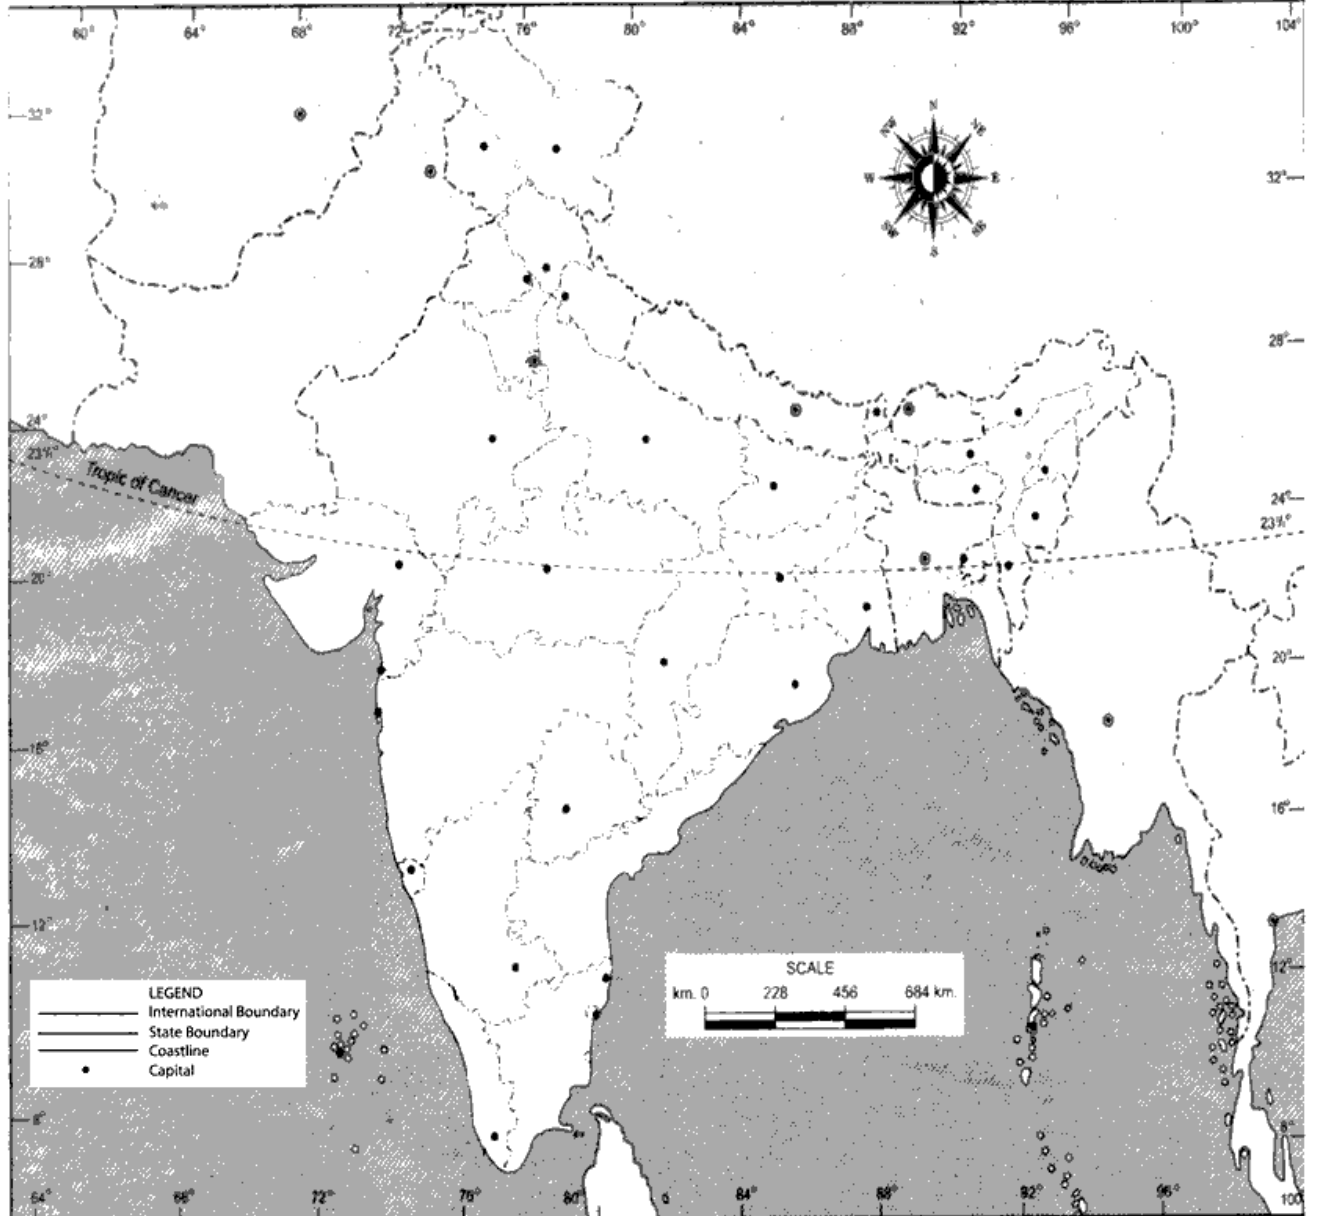 60° 64° 68° 72° 76° 80° 84° 88° 92° 96° 100° 104°
32°
N
NW NE
W E
SW SE
S
32°
28°
28°
24°
23½°
Tropic of Cancer
24°
23½°
20°
20°
16°
16°
12°
12°
SCALE
km. 0 228 456 684 km.
LEGEND
International Boundary
State Boundary
Coastline
Capital
8°
8°
64° 68° 72° 76° 80° 84° 88° 92° 96° 100